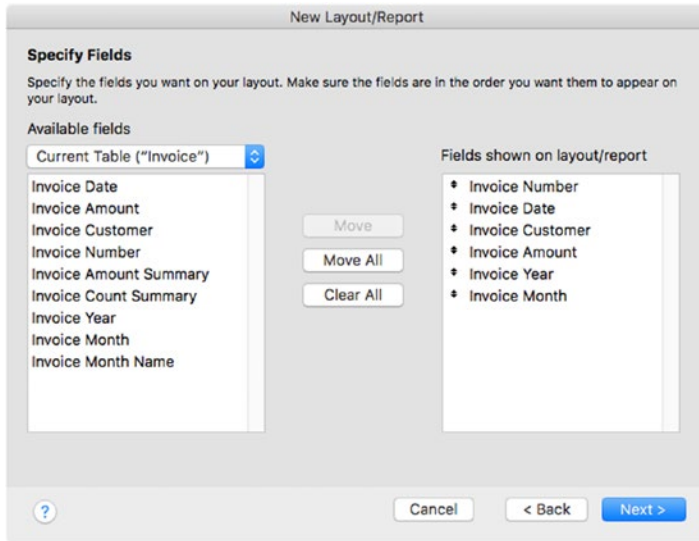 New Layout/Report
Specify Fields
Specify the fields you want on your layout. Make sure the fields are in the order you want them to appear on
your layout.
Available fields
Current Table ("Invoice")
Invoice Date
Invoice Amount
Invoice Customer
Invoice Number
Invoice Amount Summary
Invoice Count Summary
Invoice Year
Invoice Month
Invoice Month Name
Move
Move All
Clear All
Fields shown on layout/report
Invoice Number
Invoice Date
Invoice Customer
Invoice Amount
Invoice Year
Invoice Month
?
Cancel
< Back
Next >